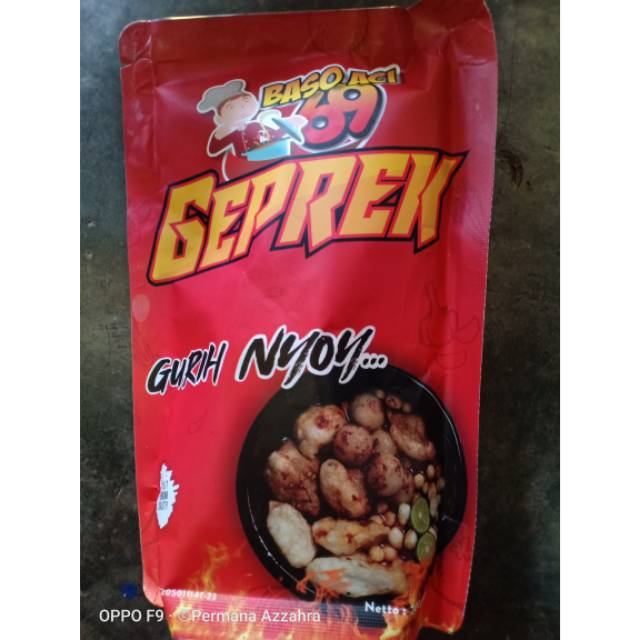 BASO ACI
69
GEPREK
GURIH NYOY...
Netto :
OPPO F9 · ©Permana Azzahra